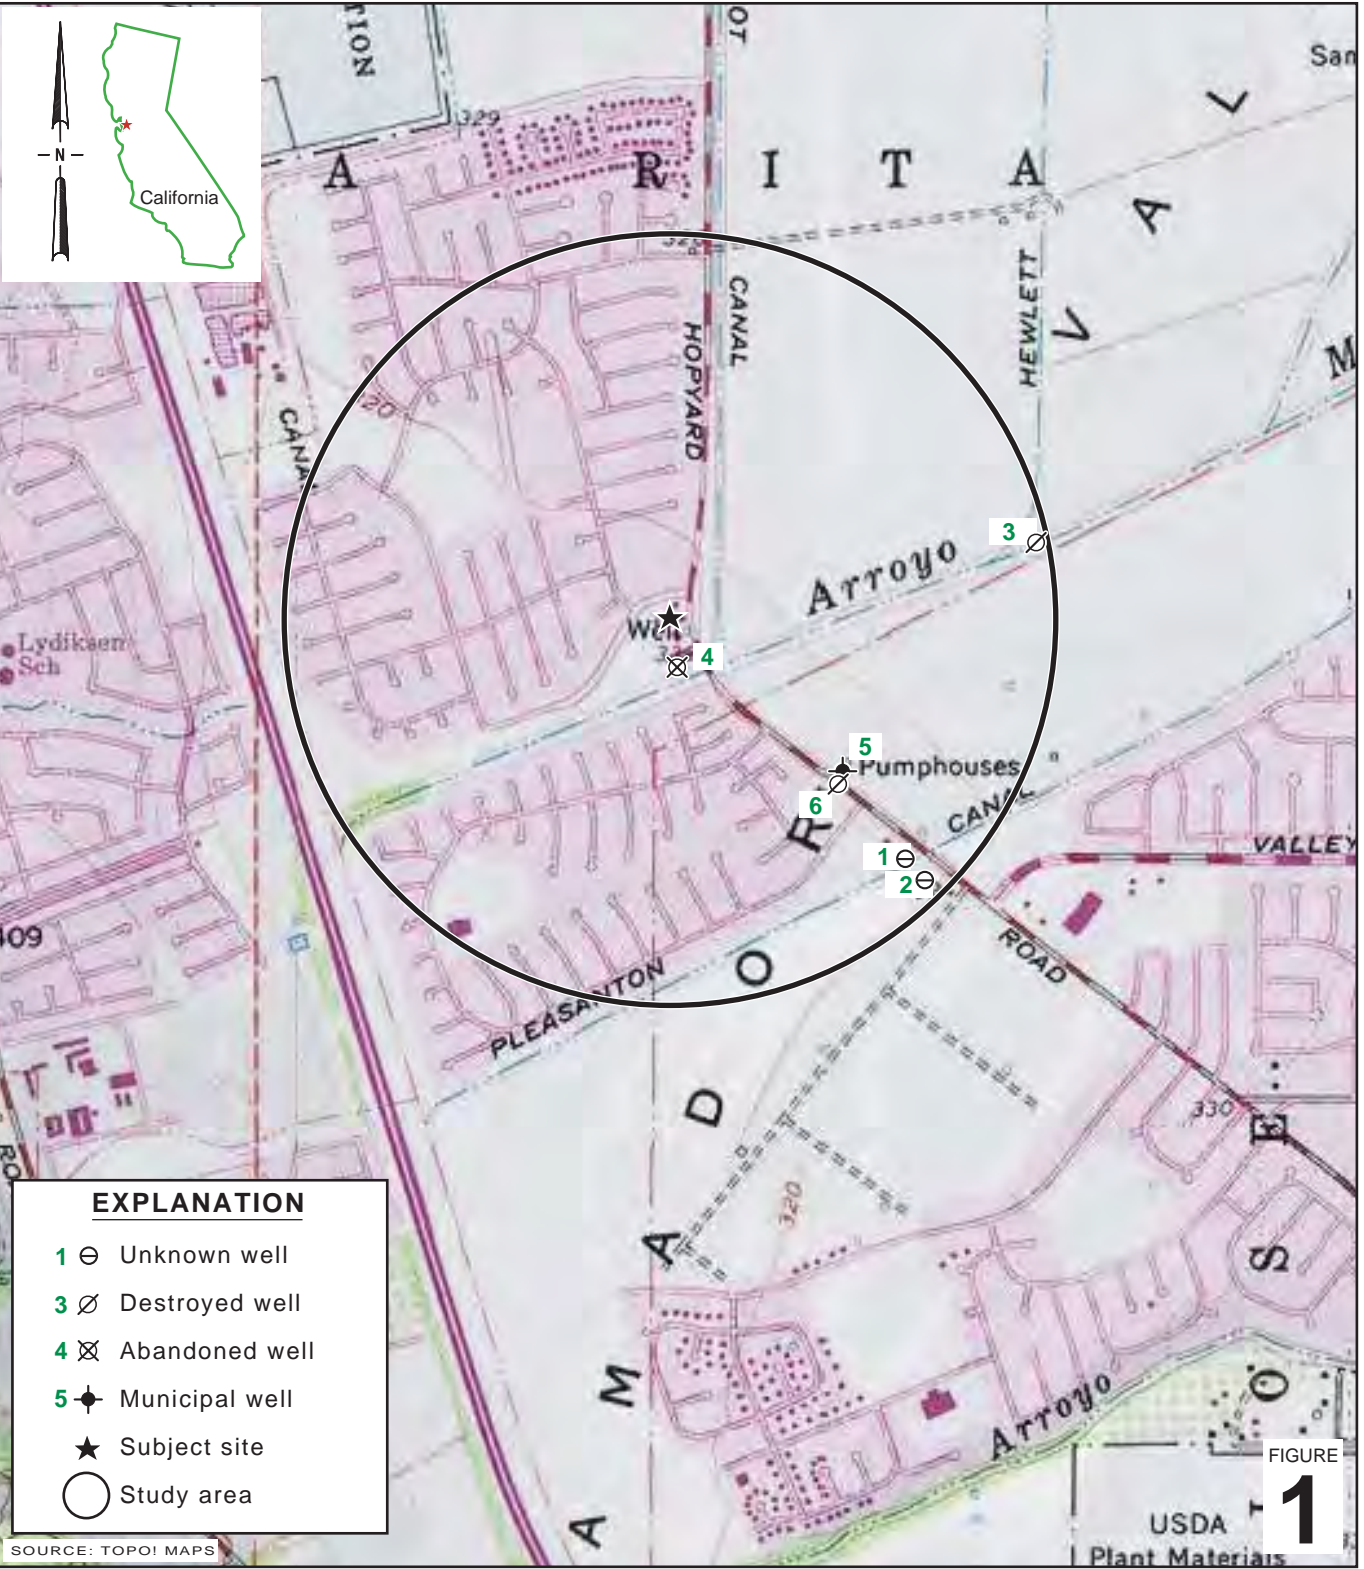 N
California
TION
OT
San
329
A R I T A
V A L
HEWLETT
CANAL
HOPYARD
CANAL
M
3
Arroyo
Lydiksen
Sch
Well
4
5
Pumphouses
6
R
CANAL
1
2
VALLEY
O
ROAD
PLEASANTON
D
330
E
320
A
S
M
Arroyo
O
A
USDA
Plant Materials
EXPLANATION
1 Unknown well
3 Destroyed well
4 Abandoned well
5 Municipal well
Subject site
Study area
SOURCE: TOPO! MAPS
FIGURE
1